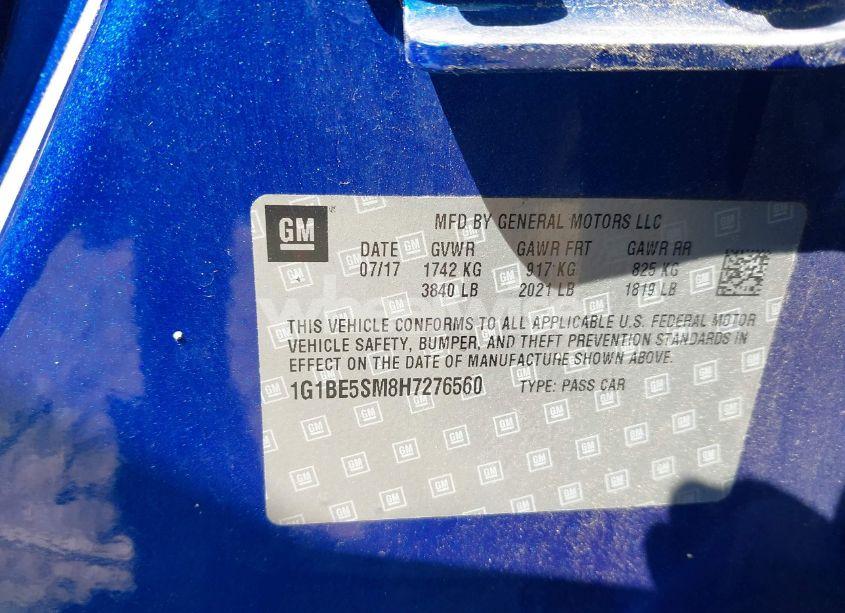 GM
MFD BY GENERAL MOTORS LLC
DATE GVWR GAWR FRT GAWR RR
07/17 1742 KG 917 KG 825 KG
3840 LB 2021 LB 1819 LB
THIS VEHICLE CONFORMS TO ALL APPLICABLE U.S. FEDERAL MOTOR
VEHICLE SAFETY, BUMPER, AND THEFT PREVENTION STANDARDS IN
EFFECT ON THE DATE OF MANUFACTURE SHOWN ABOVE.
1G1BE5SM8H7276560 TYPE: PASS CAR